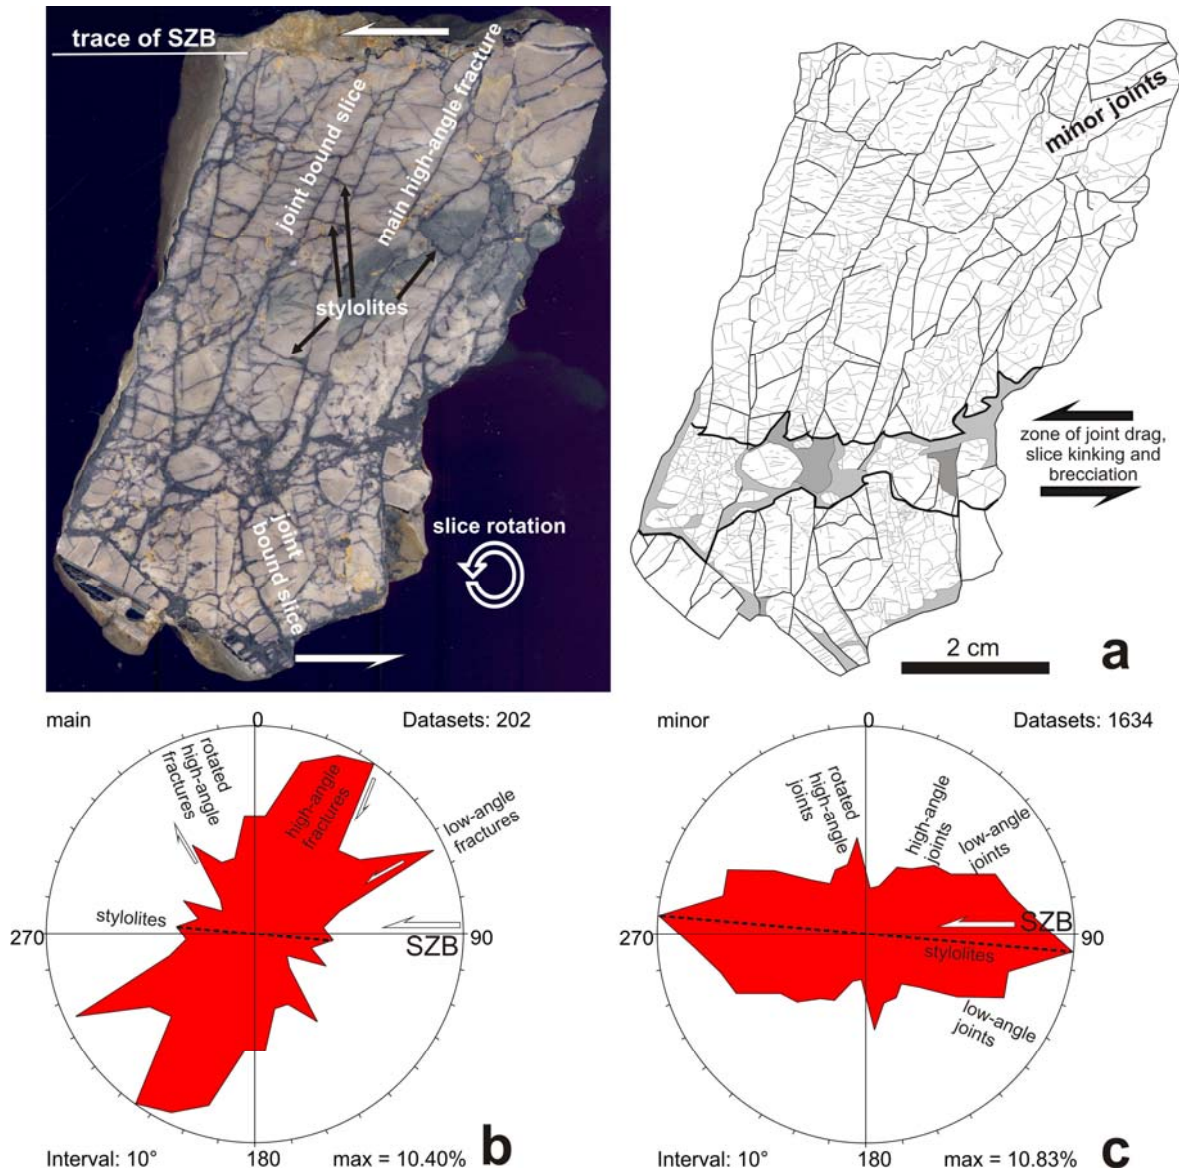 trace of SZB
joint bound slice
main high-angle fracture
stylolites
joint
bound slice
slice rotation
minor joints
zone of joint drag,
slice kinking and
brecciation
2 cm
a
main
0
Datasets: 202
rotated
high-angle
fractures
high-angle
fractures
low-angle
fractures
stylolites
270
90
SZB
Interval: 10°
180
max = 10.40%
b
minor
0
Datasets: 1634
rotated
high-angle
joints
high-angle
joints
low-angle
joints
270
SZB
90
stylolites
low-angle
joints
Interval: 10°
180
max = 10.83%
c